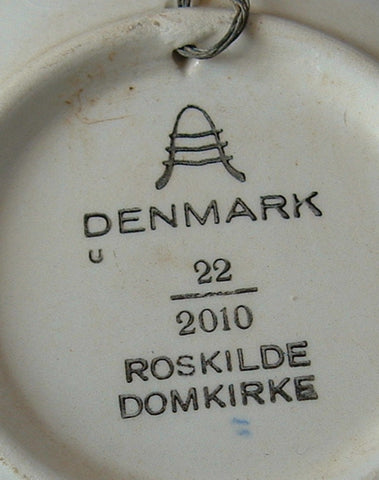 DENMARK
U
22
2010
ROSKILDE
DOMKIRKE